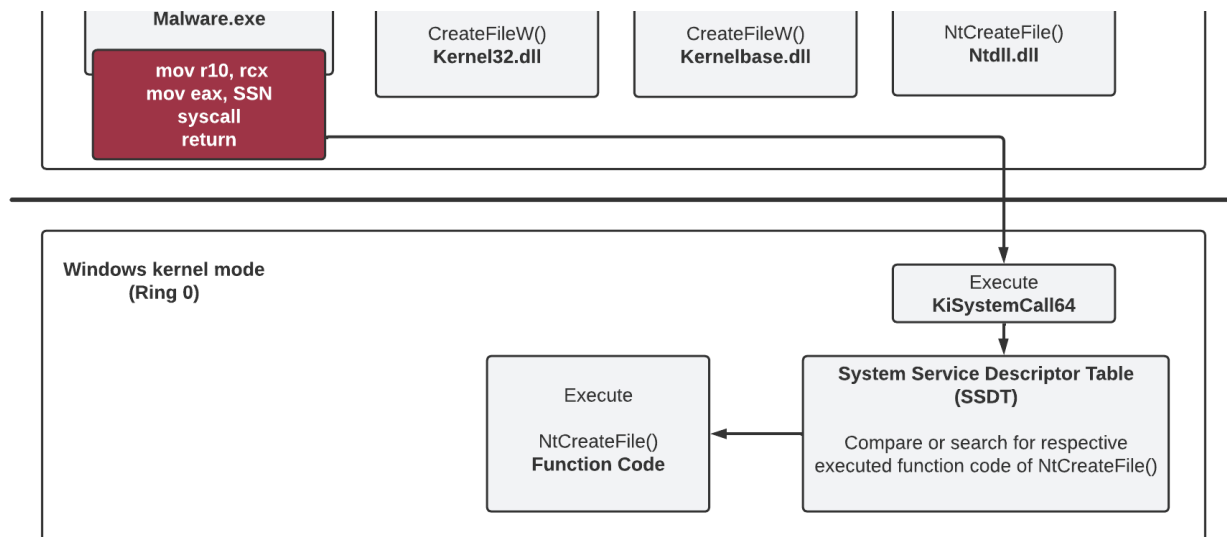 Malware.exe
mov r10, rcx
mov eax, SSN
syscall
return
CreateFileW()
Kernel32.dll
CreateFileW()
Kernelbase.dll
NtCreateFile()
Ntdll.dll
Windows kernel mode
(Ring 0)
Execute
KiSystemCall64
System Service Descriptor Table
(SSDT)
Compare or search for respective
executed function code of NtCreateFile()
Execute
NtCreateFile()
Function Code